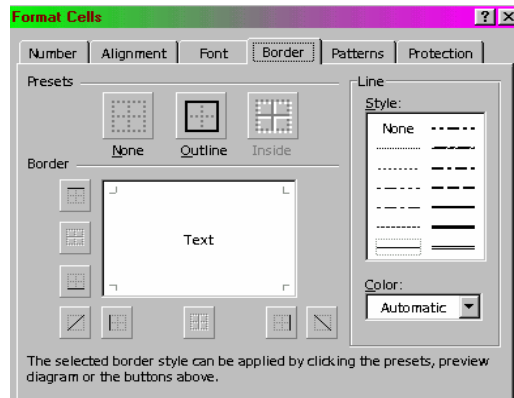 Format Cells
Number Alignment Font Border Patterns Protection
Presets
None Outline Inside
Border
Text
Line
Style:
None
Color:
Automatic
The selected border style can be applied by clicking the presets, preview
diagram or the buttons above.